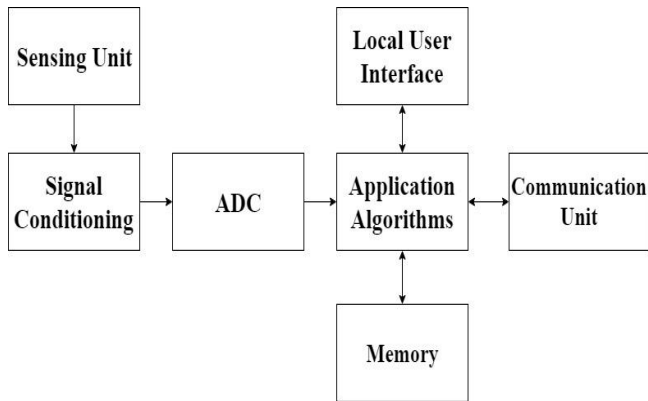 Sensing Unit
Local User
Interface
Signal
Conditioning
ADC
Application
Algorithms
Communication
Unit
Memory